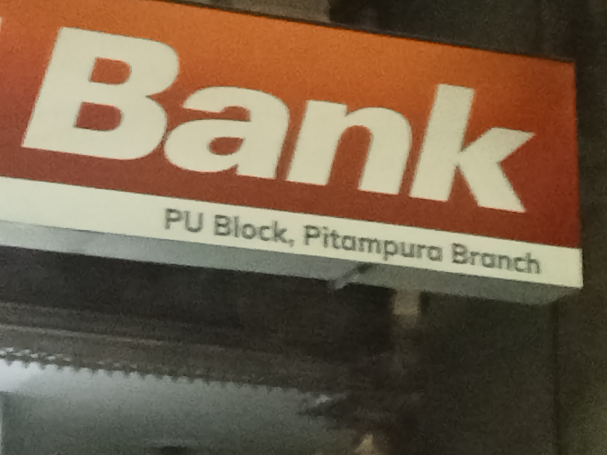 Bank
PU Block, Pitampura Branch